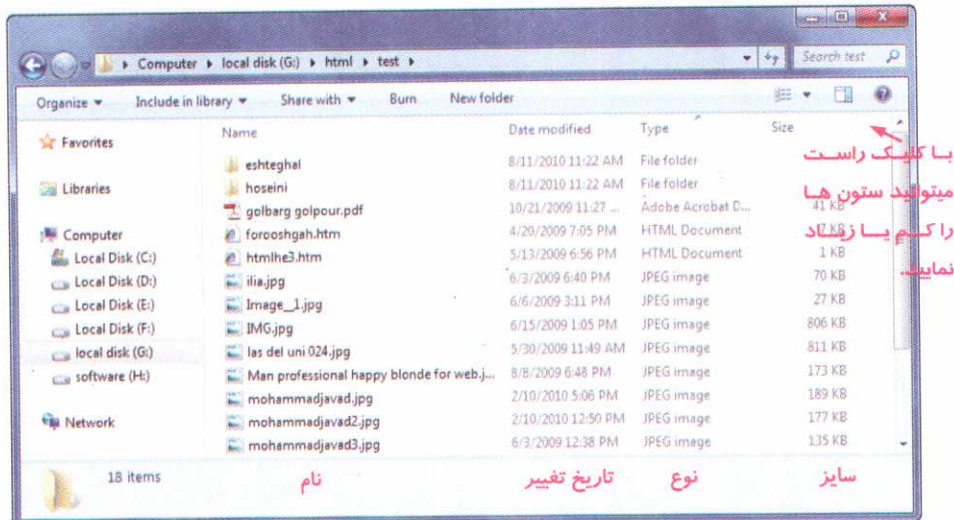 Computer ▸ local disk (G:) ▸ html ▸ test ▸ Search test
Organize ▾ Include in library ▾ Share with ▾ Burn New folder
Name Date modified Type Size
Favorites
Libraries
Computer
Local Disk (C:)
Local Disk (D:)
Local Disk (E:)
Local Disk (F:)
local disk (G:)
software (H:)
Network
eshteghal 8/11/2010 11:22 AM File folder
hoseini 8/11/2010 11:22 AM File folder
golbarg golpour.pdf 10/21/2009 11:27 ... Adobe Acrobat D... 41 KB
forooshgah.htm 4/20/2009 7:05 PM HTML Document 7 KB
htmlhe3.htm 5/13/2009 6:56 PM HTML Document 1 KB
ilia.jpg 6/3/2009 6:40 PM JPEG image 70 KB
Image_1.jpg 6/6/2009 3:11 PM JPEG image 27 KB
IMG.jpg 6/15/2009 1:05 PM JPEG image 806 KB
las del uni 024.jpg 5/30/2009 11:49 AM JPEG image 811 KB
Man professional happy blonde for web.j... 8/8/2009 6:48 PM JPEG image 173 KB
mohammadjavad.jpg 2/10/2010 5:06 PM JPEG image 189 KB
mohammadjavad2.jpg 2/10/2010 12:50 PM JPEG image 177 KB
mohammadjavad3.jpg 6/3/2009 12:38 PM JPEG image 135 KB
با کلیک راست
میتوانید ستون ها
را کم یا زیاد
نمایید.
18 items
نام تاریخ تغییر نوع سایز